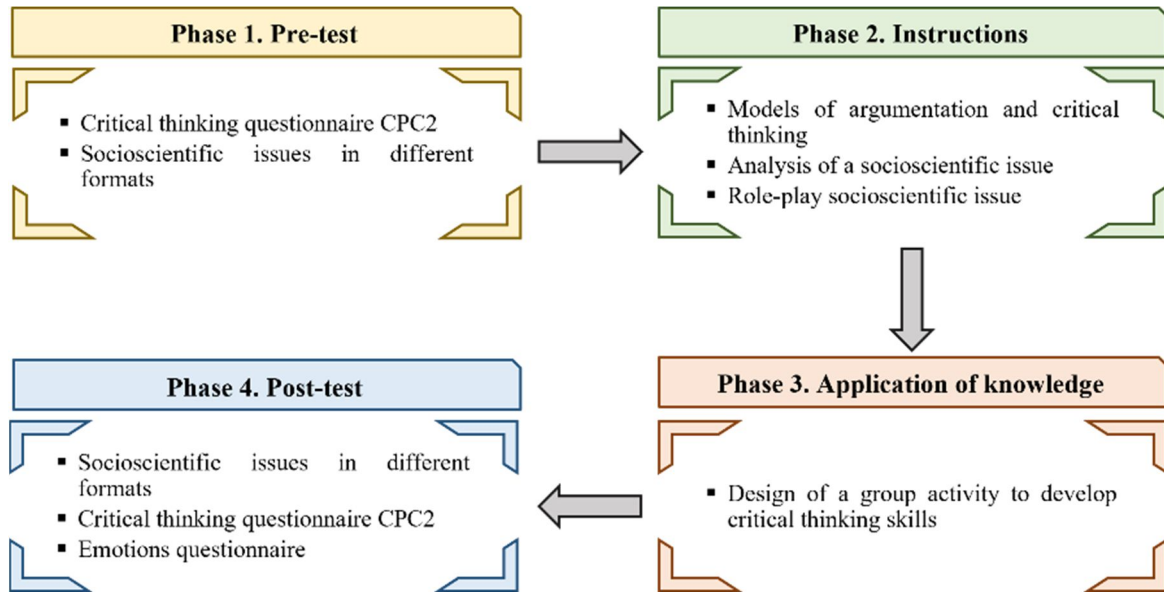 Phase 1. Pre-test
▪ Critical thinking questionnaire CPC2
▪ Socioscientific issues in different
formats
Phase 2. Instructions
▪ Models of argumentation and critical
thinking
▪ Analysis of a socioscientific issue
▪ Role-play socioscientific issue
Phase 3. Application of knowledge
▪ Design of a group activity to develop
critical thinking skills
Phase 4. Post-test
▪ Socioscientific issues in different
formats
▪ Critical thinking questionnaire CPC2
▪ Emotions questionnaire